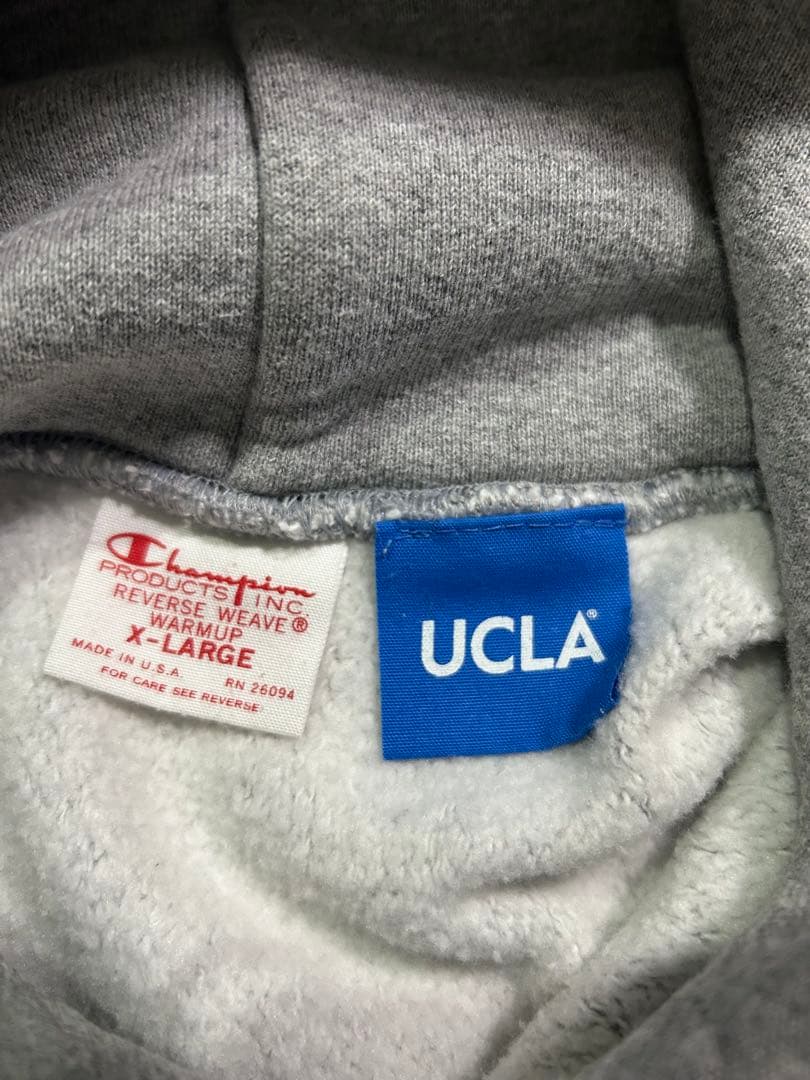 Champion
PRODUCTS INC.
REVERSE WEAVE®
WARMUP
X-LARGE
MADE IN U.S.A. RN 26094
FOR CARE SEE REVERSE
UCLA®